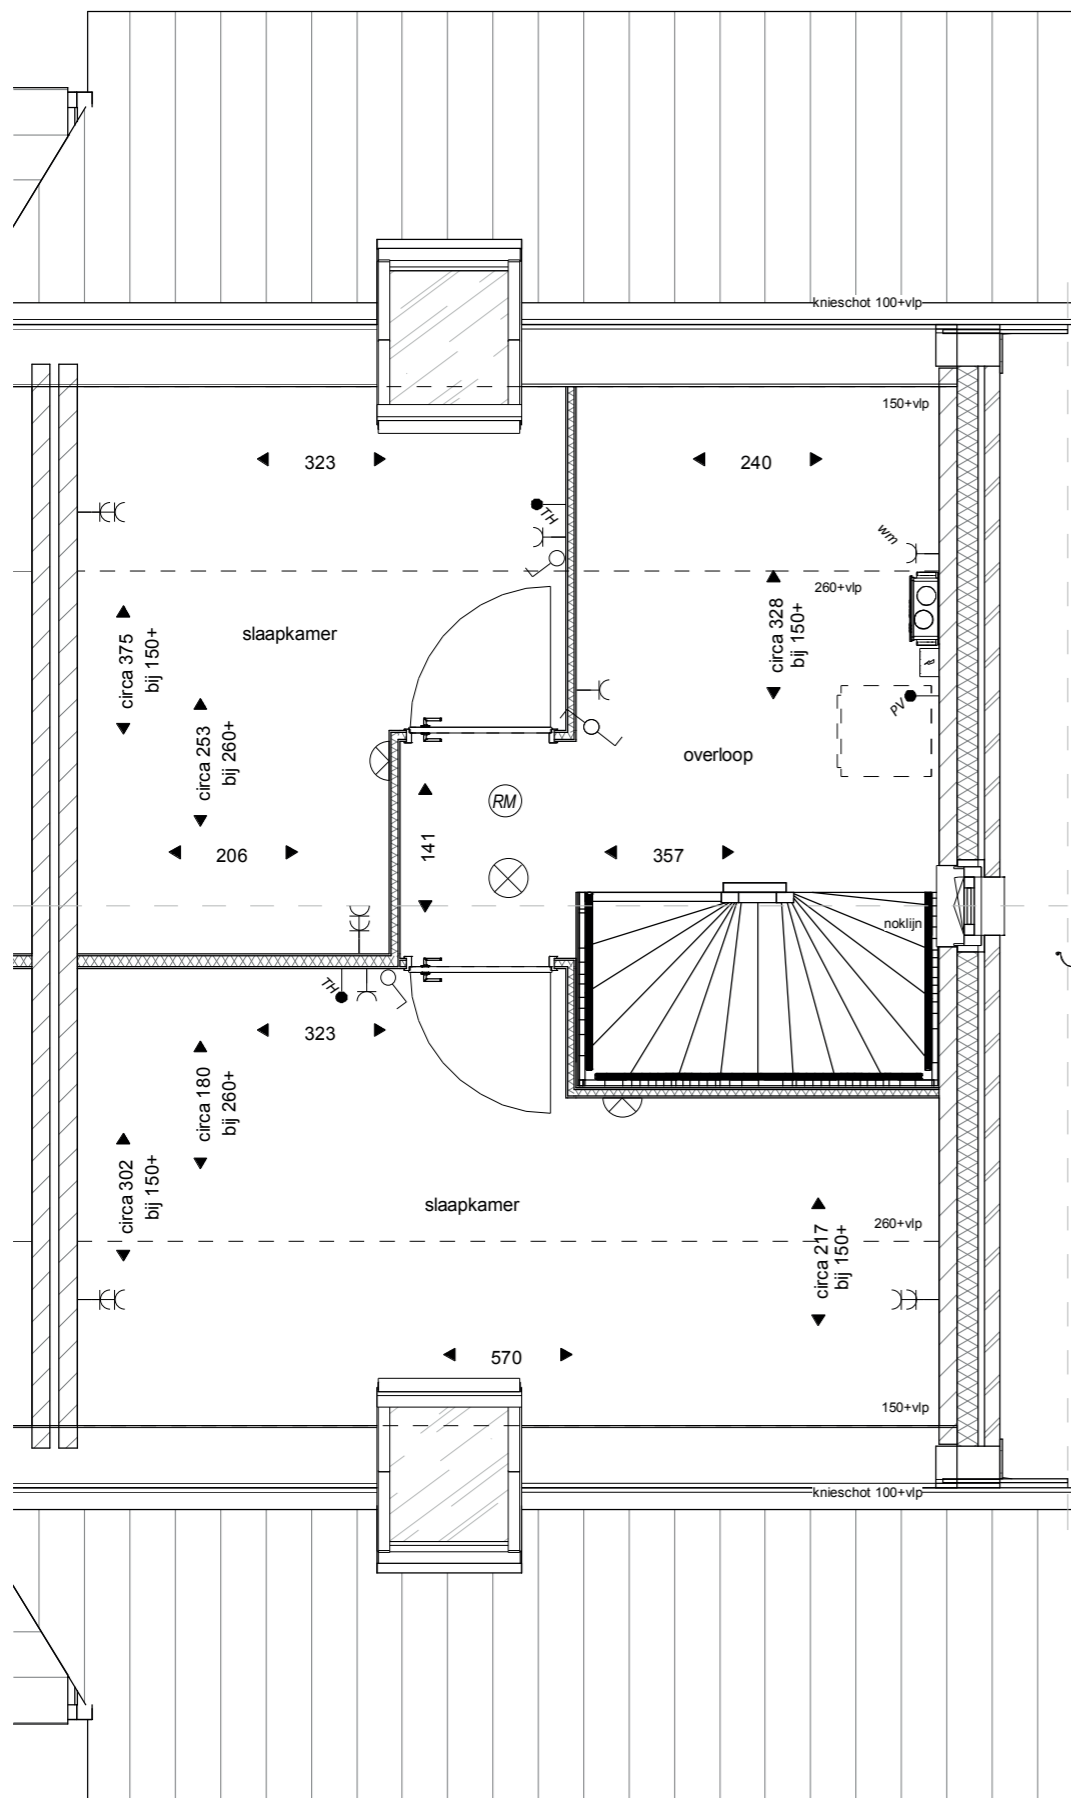 knieschot 100+vlp
150+vlp
323
240
TH
wm
260+vlp
slaapkamer
circa 375
bij 150+
circa 328
bij 150+
circa 253
bij 260+
PV
overloop
RM
141
206
357
noklijn
TH
323
circa 180
bij 260+
circa 302
bij 150+
slaapkamer
260+vlp
circa 217
bij 150+
570
150+vlp
knieschot 100+vlp